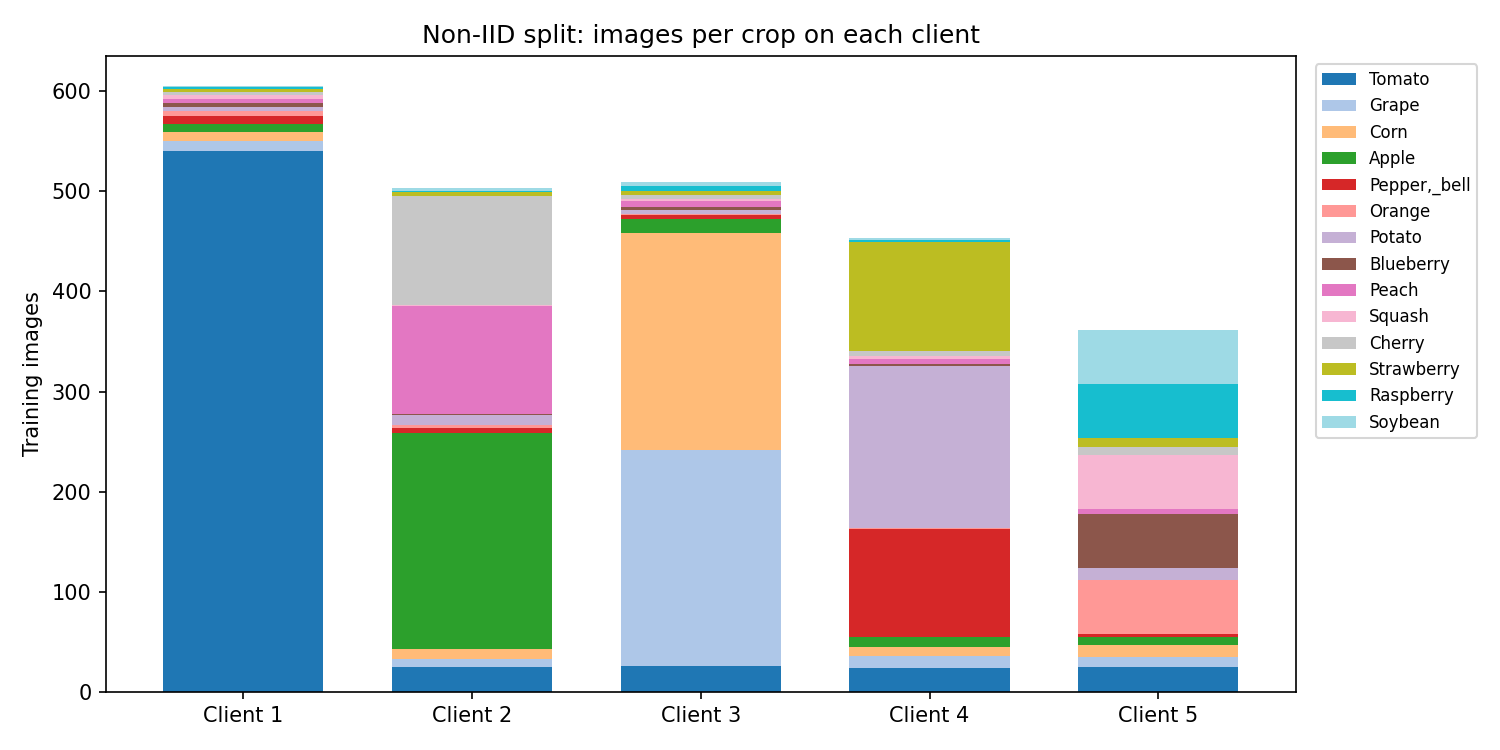 Non-IID split: images per crop on each client
Training images
600
500
400
300
200
100
0
Client 1
Client 2
Client 3
Client 4
Client 5
Tomato
Grape
Corn
Apple
Pepper,_bell
Orange
Potato
Blueberry
Peach
Squash
Cherry
Strawberry
Raspberry
Soybean